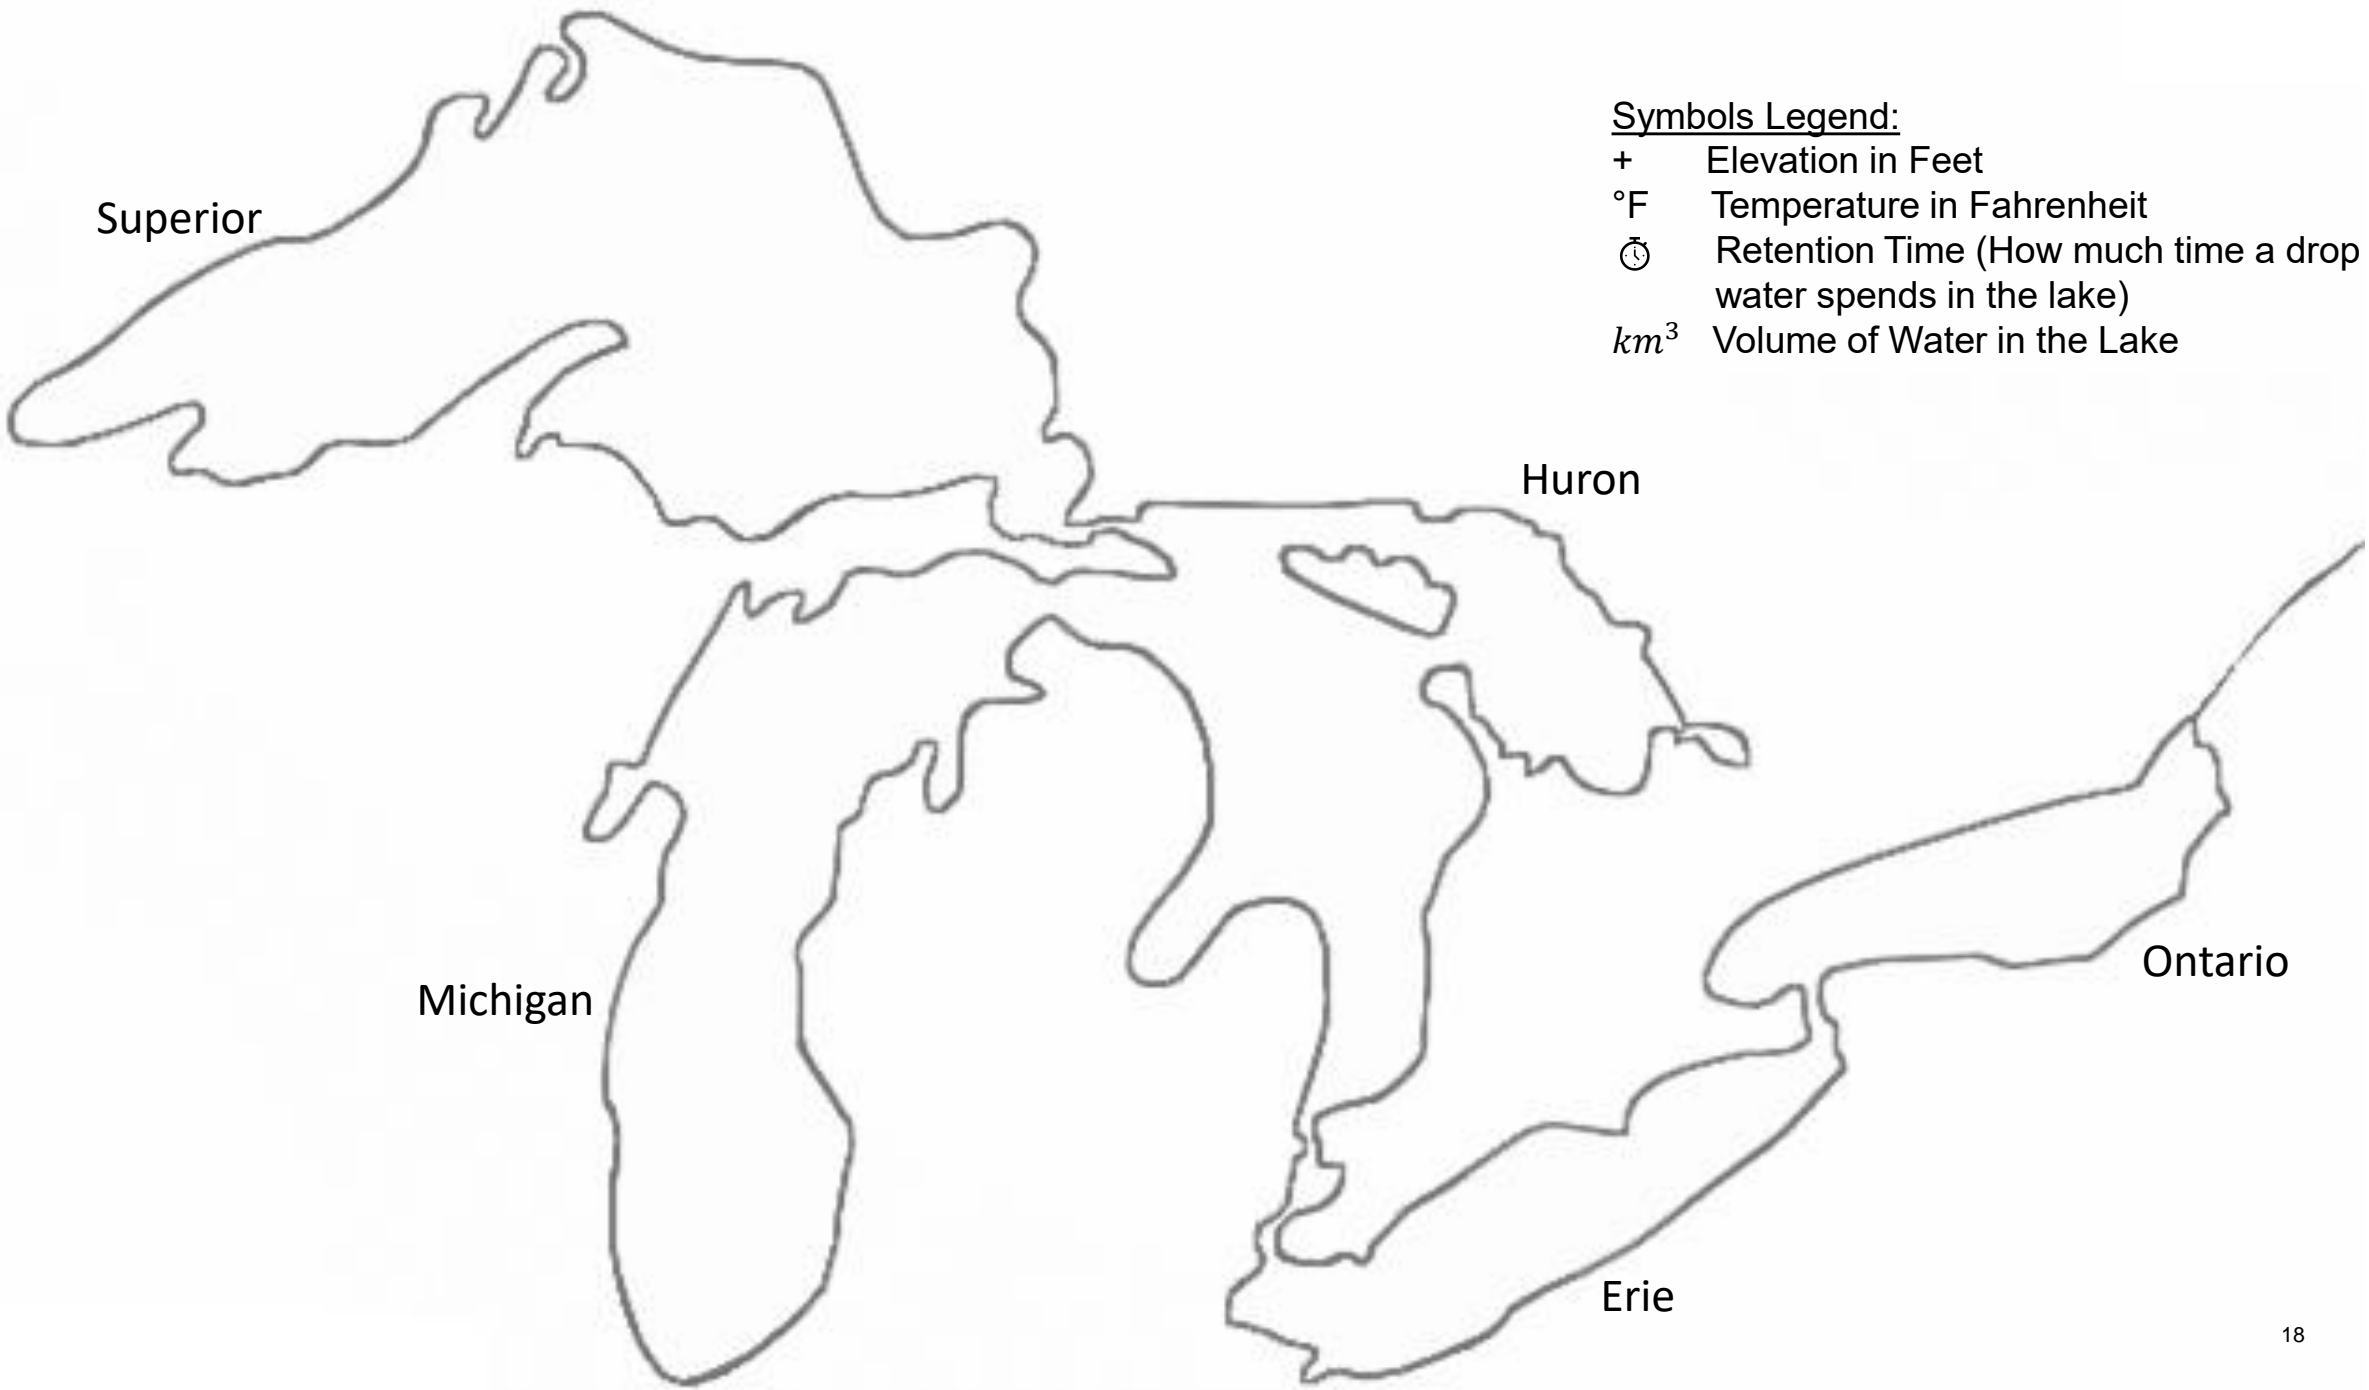 Symbols Legend:
+ Elevation in Feet
°F Temperature in Fahrenheit
⏱ Retention Time (How much time a drop
water spends in the lake)
km³ Volume of Water in the Lake
Superior
Huron
Michigan
Ontario
Erie
18